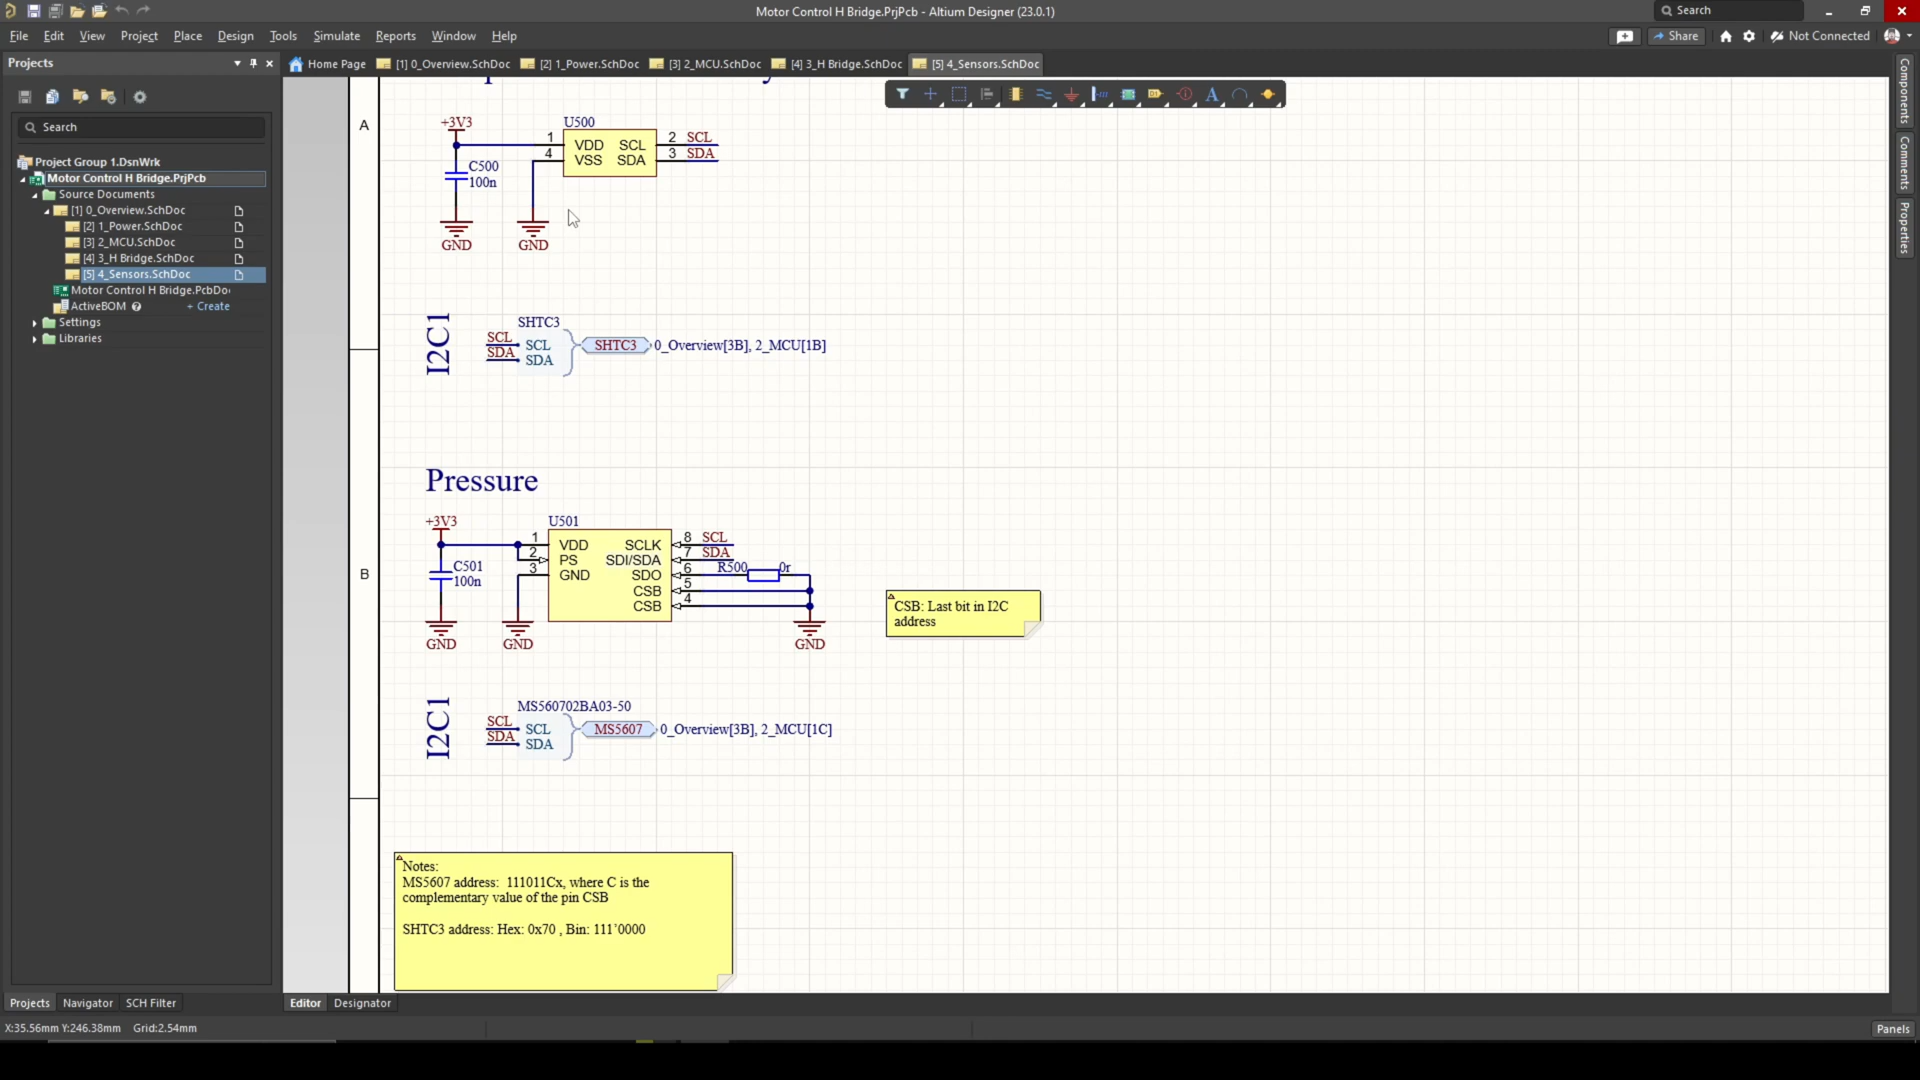 Motor Control H Bridge.PrjPcb - Altium Designer (23.0.1)
Search
File Edit View Project Place Design Tools Simulate Reports Window Help
Share
Not Connected
Projects
Home Page
[1] 0_Overview.SchDoc
[2] 1_Power.SchDoc
[3] 2_MCU.SchDoc
[4] 3_H Bridge.SchDoc
[5] 4_Sensors.SchDoc
Search
Project Group 1.DsnWrk
Motor Control H Bridge.PrjPcb
Source Documents
[1] 0_Overview.SchDoc
[2] 1_Power.SchDoc
[3] 2_MCU.SchDoc
[4] 3_H Bridge.SchDoc
[5] 4_Sensors.SchDoc
Motor Control H Bridge.PcbDo
ActiveBOM
+ Create
Settings
Libraries
Components
Comments
Properties
A
+3V3
U500
1 VDD SCL 2 SCL
4 VSS SDA 3 SDA
C500
100n
GND GND
I2C1
SHTC3
SCL SCL
SDA SDA
SHTC3 0_Overview[3B], 2_MCU[1B]
Pressure
B
+3V3
U501
1 VDD SCLK 8 SCL
2 PS SDI/SDA 7 SDA
3 GND SDO 6 R500 0r
CSB 5
CSB 4
C501
100n
GND GND GND
CSB: Last bit in I2C
address
I2C1
MS560702BA03-50
SCL SCL
SDA SDA
MS5607 0_Overview[3B], 2_MCU[1C]
Notes:
MS5607 address: 111011Cx, where C is the
complementary value of the pin CSB
SHTC3 address: Hex: 0x70 , Bin: 111'0000
Projects Navigator SCH Filter
Editor Designator
X:35.56mm Y:246.38mm Grid:2.54mm
Panels